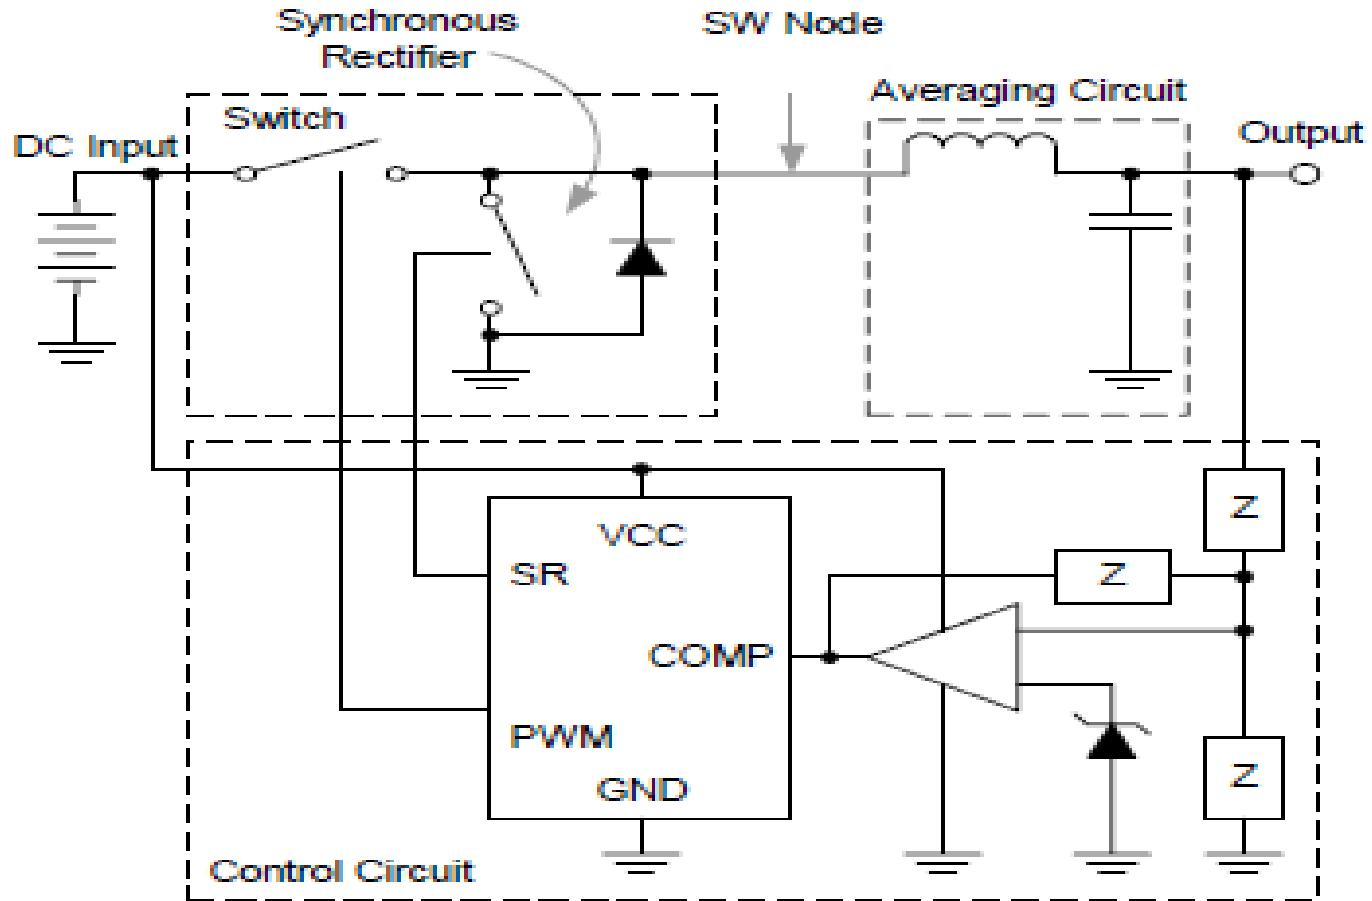 Synchronous
Rectifier
SW Node
Averaging Circuit
Switch
DC Input
Output
VCC
SR
COMP
PWM
GND
Z
Z
Z
Control Circuit